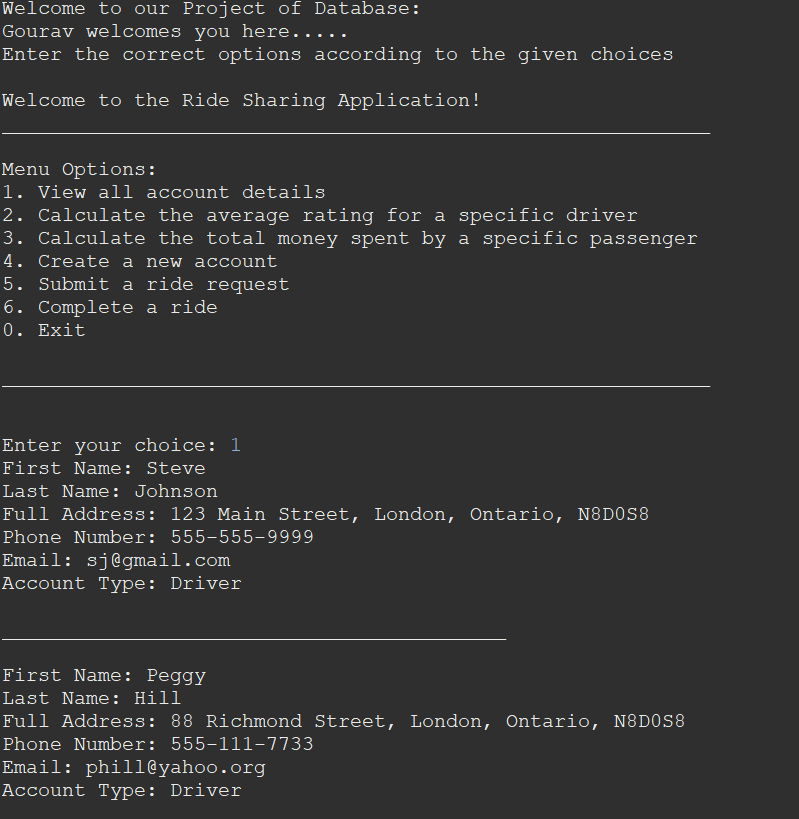 Welcome to our Project of Database:
Gourav welcomes you here.....
Enter the correct options according to the given choices
Welcome to the Ride Sharing Application!
___________________________________________________________
Menu Options:
1. View all account details
2. Calculate the average rating for a specific driver
3. Calculate the total money spent by a specific passenger
4. Create a new account
5. Submit a ride request
6. Complete a ride
0. Exit
___________________________________________________________
Enter your choice: 1
First Name: Steve
Last Name: Johnson
Full Address: 123 Main Street, London, Ontario, N8D0S8
Phone Number: 555-555-9999
Email: sj@gmail.com
Account Type: Driver
__________________________________________
First Name: Peggy
Last Name: Hill
Full Address: 88 Richmond Street, London, Ontario, N8D0S8
Phone Number: 555-111-7733
Email: phill@yahoo.org
Account Type: Driver